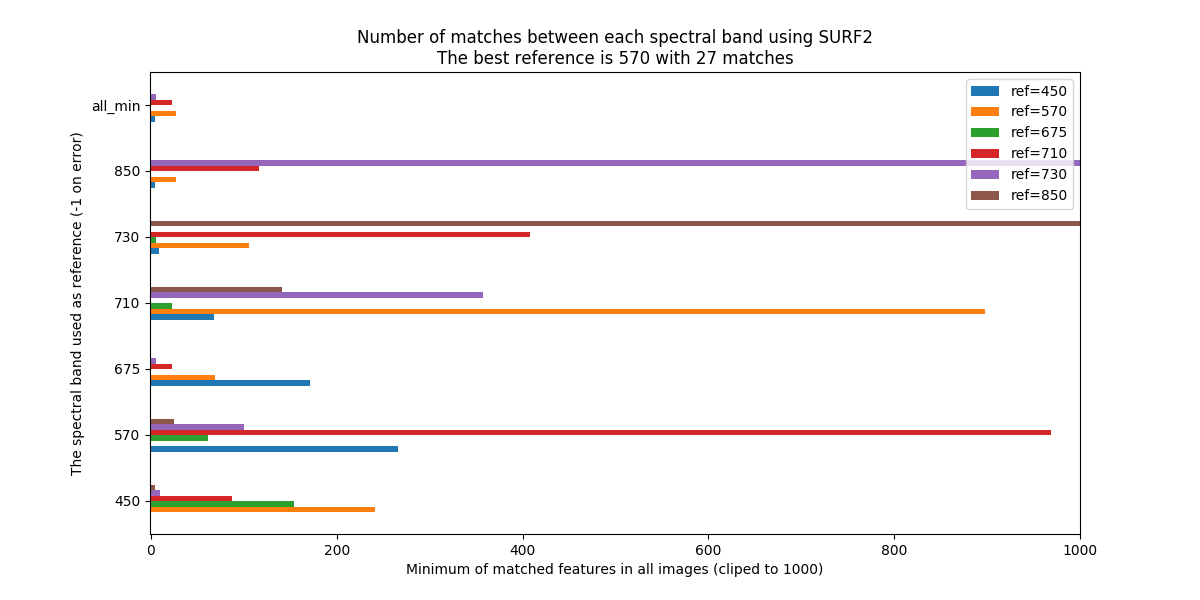 Number of matches between each spectral band using SURF2
The best reference is 570 with 27 matches
The spectral band used as reference (-1 on error)
all_min
850
730
710
675
570
450
ref=450
ref=570
ref=675
ref=710
ref=730
ref=850
0 200 400 600 800 1000
Minimum of matched features in all images (cliped to 1000)